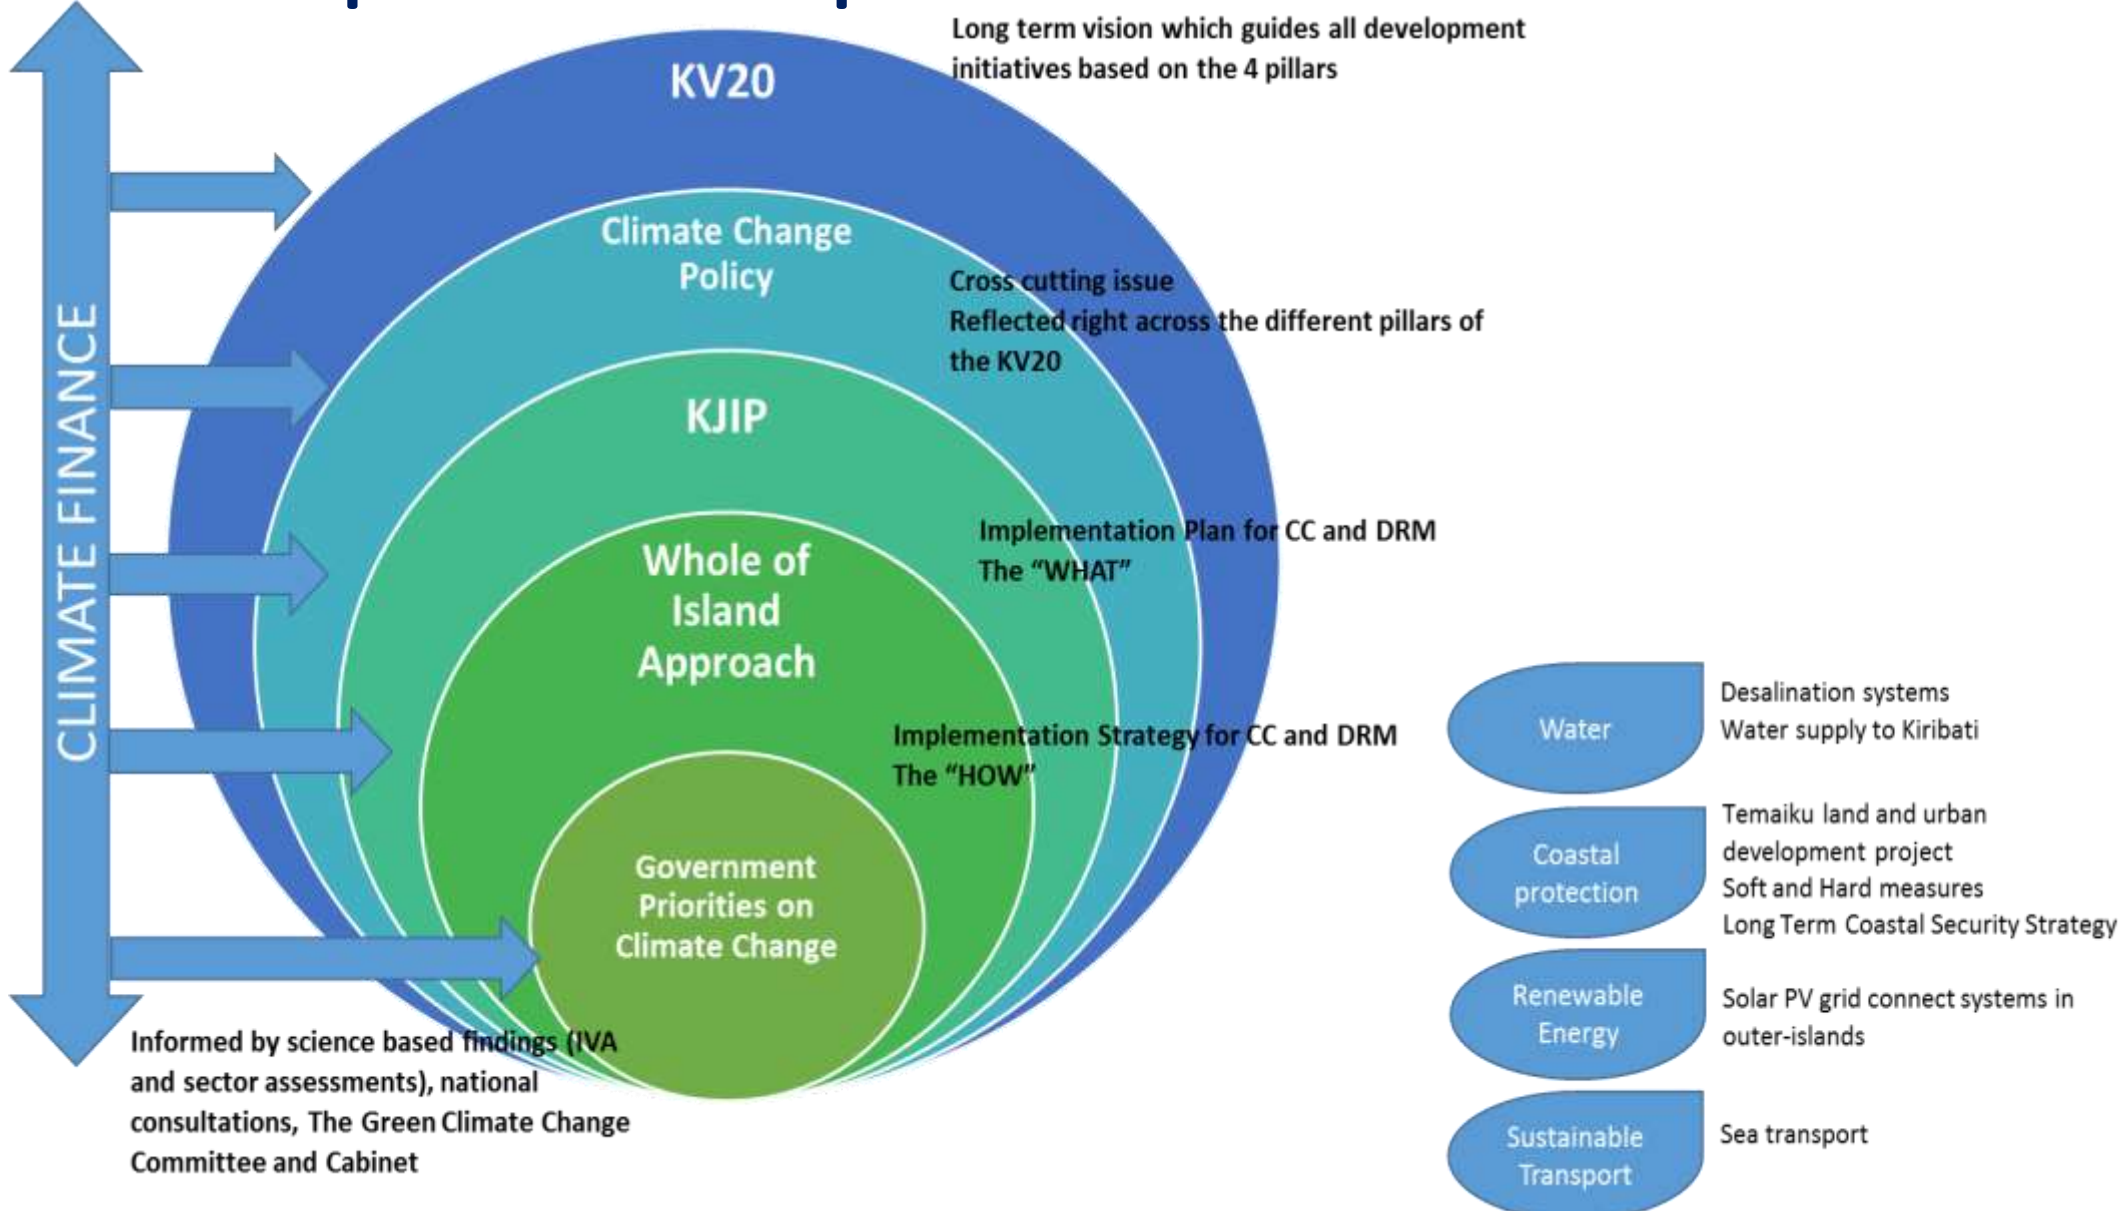 KV20
Long term vision which guides all development
initiatives based on the 4 pillars
Climate Change
Policy
Cross cutting issue
Reflected right across the different pillars of
the KV20
KJIP
Implementation Plan for CC and DRM
The “WHAT”
Whole of
Island
Approach
Implementation Strategy for CC and DRM
The “HOW”
Government
Priorities on
Climate Change
CLIMATE FINANCE
Informed by science based findings (IVA
and sector assessments), national
consultations, The Green Climate Change
Committee and Cabinet
Water
Desalination systems
Water supply to Kiribati
Coastal
protection
Temaiku land and urban
development project
Soft and Hard measures
Long Term Coastal Security Strategy
Renewable
Energy
Solar PV grid connect systems in
outer-islands
Sustainable
Transport
Sea transport